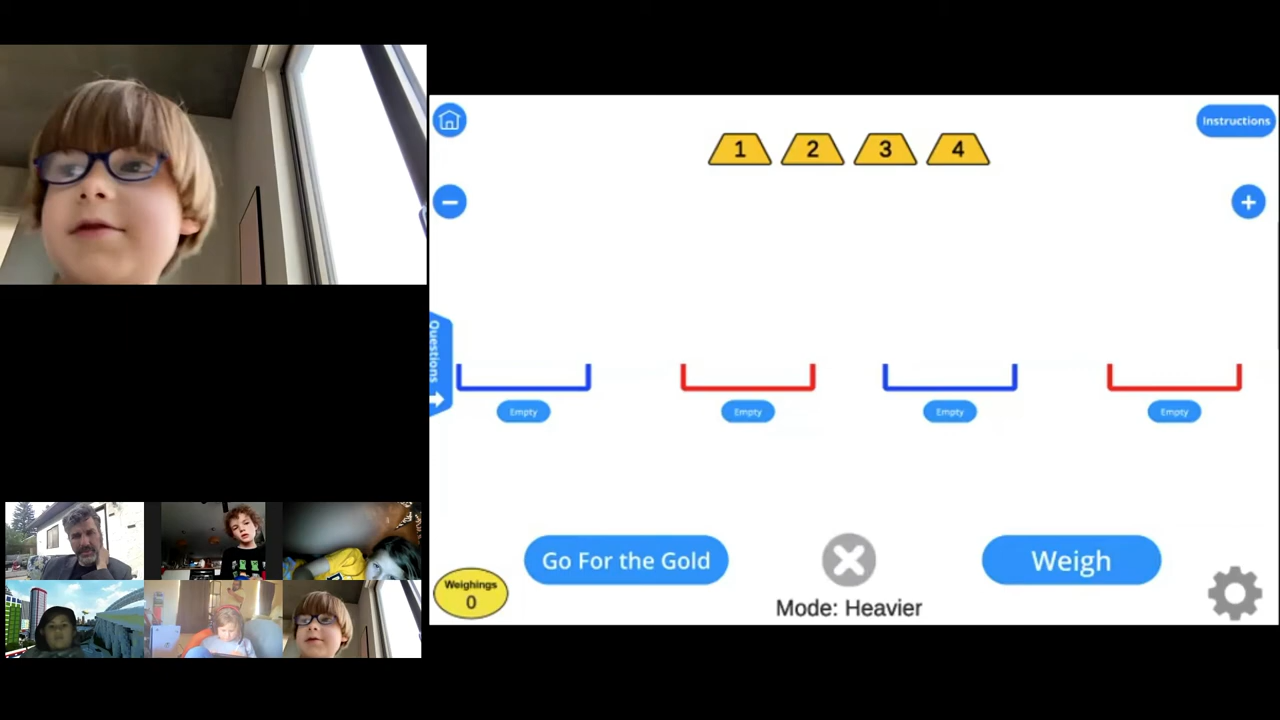 Instructions
1 2 3 4
Questions
Empty Empty Empty Empty
Go For the Gold
Weigh
Weighings
0
Mode: Heavier